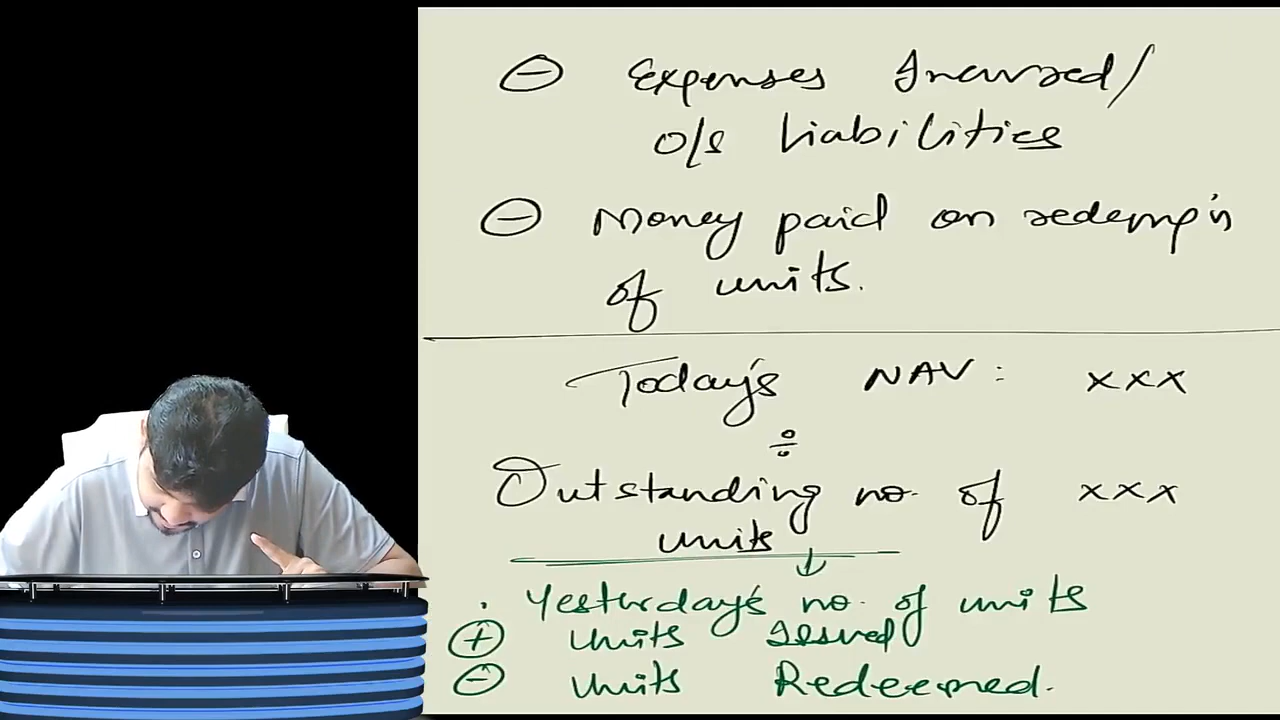 ⊖ Expenses Incurred/
o/s Liabilities
⊖ Money paid on redemp'n
of units.
Today's NAV : xxx
÷
Outstanding no. of xxx
units
↓
. Yesterday's no. of units
⊕ Units Issued
⊖ Units Redeemed.